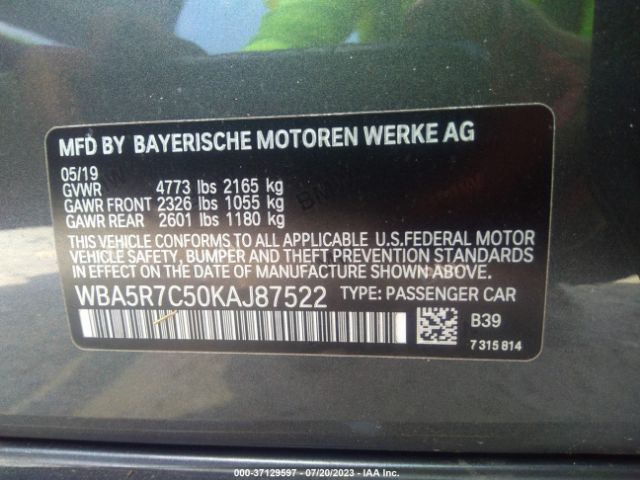 MFD BY BAYERISCHE MOTOREN WERKE AG
05/19
GVWR 4773 lbs 2165 kg
GAWR FRONT 2326 lbs 1055 kg
GAWR REAR 2601 lbs 1180 kg
THIS VEHICLE CONFORMS TO ALL APPLICABLE U.S.FEDERAL MOTOR
VEHICLE SAFETY, BUMPER AND THEFT PREVENTION STANDARDS
IN EFFECT ON THE DATE OF MANUFACTURE SHOWN ABOVE.
WBA5R7C50KAJ87522 TYPE: PASSENGER CAR
B39
7 315 814
000-37129597 - 07/20/2023 - IAA Inc.